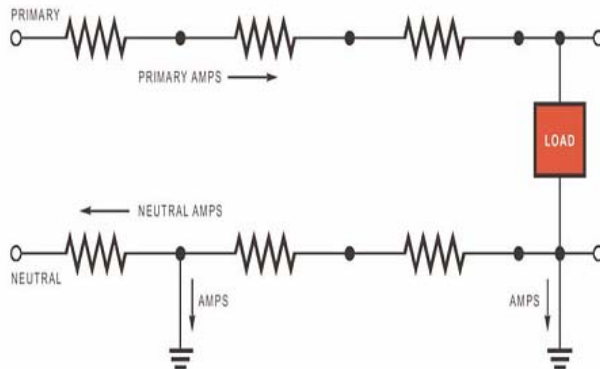 PRIMARY
PRIMARY AMPS
LOAD
NEUTRAL AMPS
NEUTRAL
AMPS
AMPS